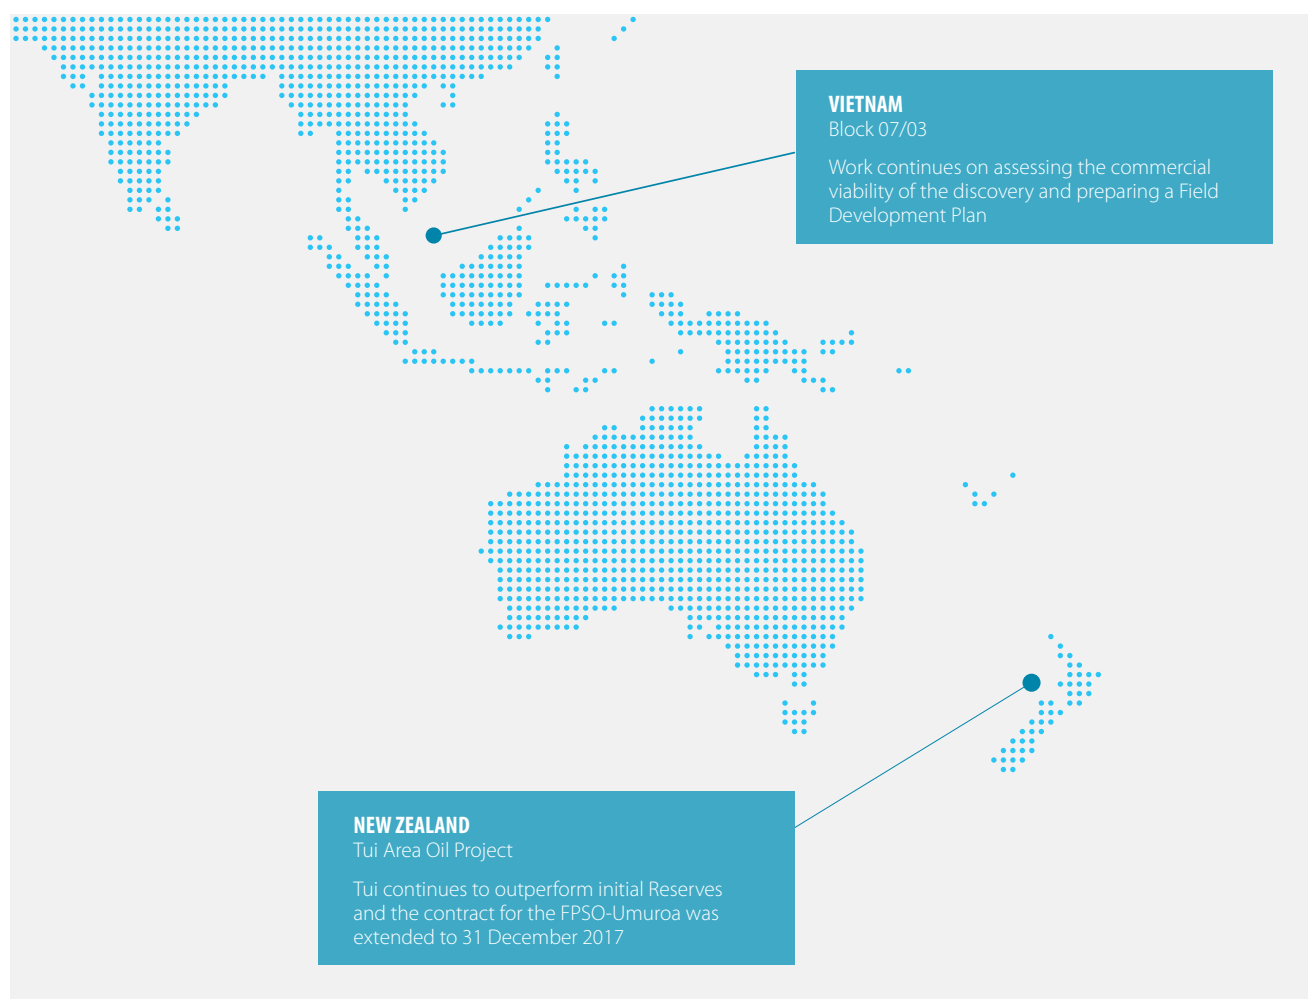 VIETNAM
Block 07/03
Work continues on assessing the commercial
viability of the discovery and preparing a Field
Development Plan
NEW ZEALAND
Tui Area Oil Project
Tui continues to outperform initial Reserves
and the contract for the FPSO-Umuroa was
extended to 31 December 2017